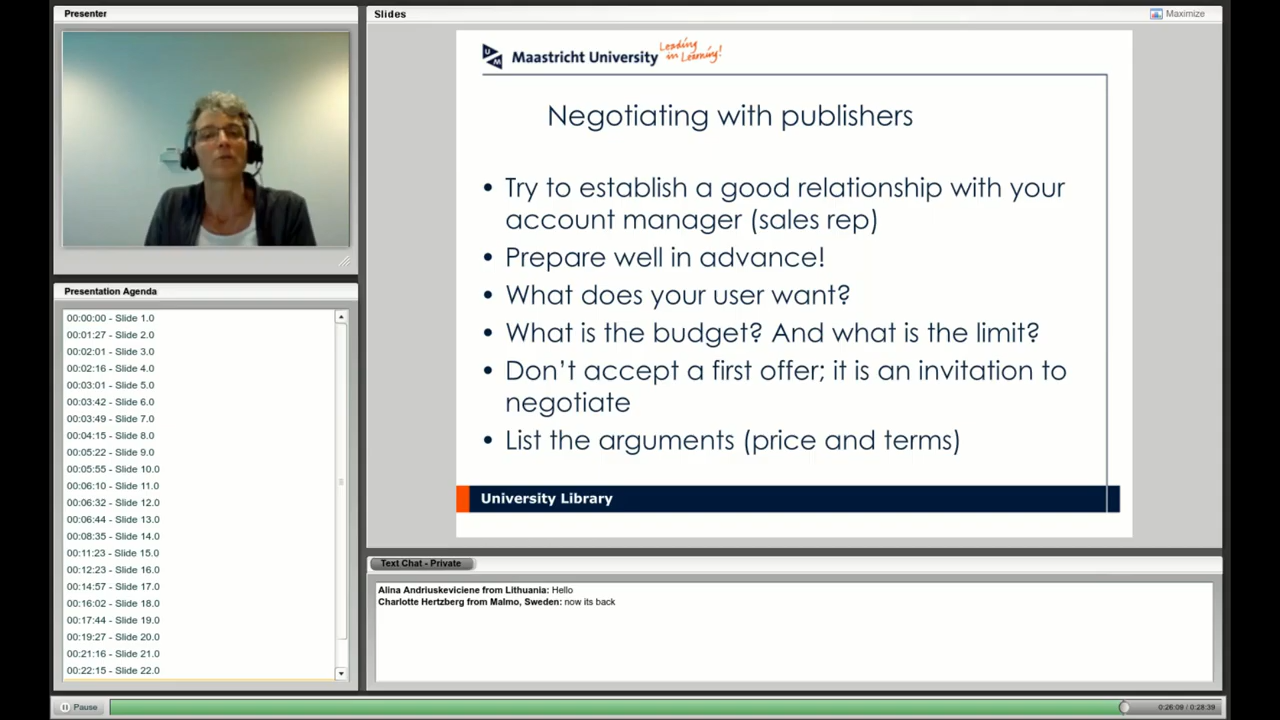 Presenter
Slides
Maximize
UM
Maastricht University
Leading
in Learning!
Negotiating with publishers
• Try to establish a good relationship with your
account manager (sales rep)
• Prepare well in advance!
• What does your user want?
• What is the budget? And what is the limit?
• Don't accept a first offer; it is an invitation to
negotiate
• List the arguments (price and terms)
University Library
Presentation Agenda
00:00:00 - Slide 1.0
00:01:27 - Slide 2.0
00:02:01 - Slide 3.0
00:02:16 - Slide 4.0
00:03:01 - Slide 5.0
00:03:42 - Slide 6.0
00:03:49 - Slide 7.0
00:04:15 - Slide 8.0
00:05:22 - Slide 9.0
00:05:55 - Slide 10.0
00:06:10 - Slide 11.0
00:06:32 - Slide 12.0
00:06:44 - Slide 13.0
00:08:35 - Slide 14.0
00:11:23 - Slide 15.0
00:12:23 - Slide 16.0
00:14:57 - Slide 17.0
00:16:02 - Slide 18.0
00:17:44 - Slide 19.0
00:19:27 - Slide 20.0
00:21:16 - Slide 21.0
00:22:15 - Slide 22.0
Text Chat - Private
Alina Andriuskeviciene from Lithuania: Hello
Charlotte Hertzberg from Malmo, Sweden: now its back
Pause
0:26:09 / 0:28:39